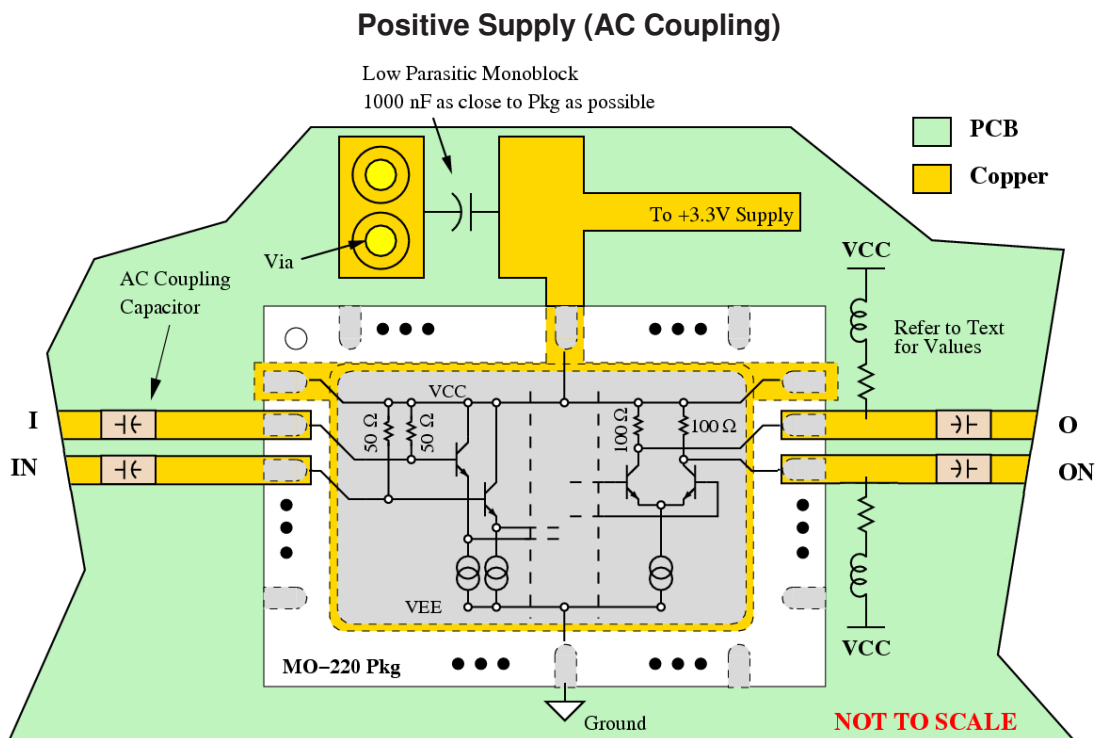 Positive Supply (AC Coupling)
Low Parasitic Monoblock
1000 nF as close to Pkg as possible
PCB
Copper
To +3.3V Supply
Via
VCC
AC Coupling
Capacitor
Refer to Text
for Values
VCC
I
50 Ω
50 Ω
100 Ω
100 Ω
O
IN
ON
VEE
VCC
MO−220 Pkg
Ground
NOT TO SCALE